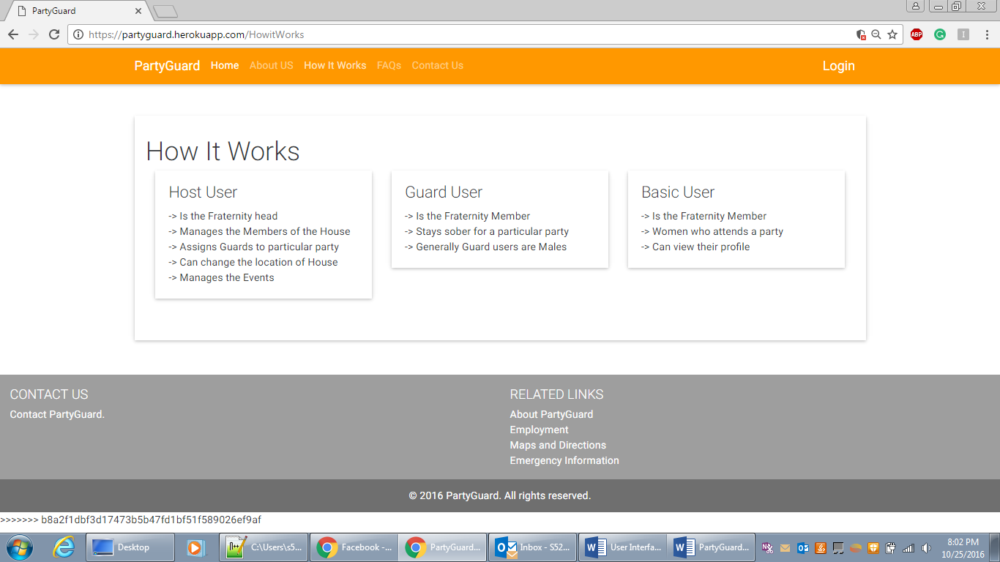 PartyGuard
https://partyguard.herokuapp.com/HowitWorks
ABP
PartyGuard Home About US How It Works FAQs Contact Us Login
How It Works
Host User
-> Is the Fraternity head
-> Manages the Members of the House
-> Assigns Guards to particular party
-> Can change the location of House
-> Manages the Events
Guard User
-> Is the Fraternity Member
-> Stays sober for a particular party
-> Generally Guard users are Males
Basic User
-> Is the Fraternity Member
-> Women who attends a party
-> Can view their profile
CONTACT US
Contact PartyGuard.
RELATED LINKS
About PartyGuard
Employment
Maps and Directions
Emergency Information
© 2016 PartyGuard. All rights reserved.
>>>>>>> b8a2f1dbf3d17473b5b47fd1bf51f589026ef9af
Desktop C:\Users\s5... Facebook -... PartyGuard... Inbox - S52... User Interfa... PartyGuard... 8:02 PM
10/25/2016